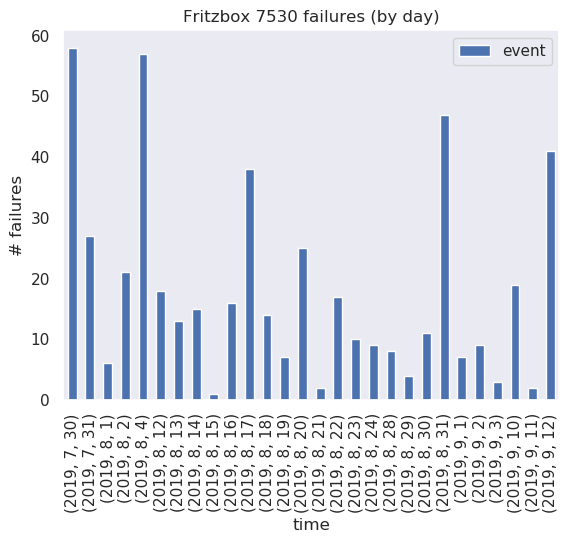 Fritzbox 7530 failures (by day)
event
# failures
60
50
40
30
20
10
0
(2019, 7, 30)
(2019, 7, 31)
(2019, 8, 1)
(2019, 8, 2)
(2019, 8, 4)
(2019, 8, 12)
(2019, 8, 13)
(2019, 8, 14)
(2019, 8, 15)
(2019, 8, 16)
(2019, 8, 17)
(2019, 8, 18)
(2019, 8, 19)
(2019, 8, 20)
(2019, 8, 21)
(2019, 8, 22)
(2019, 8, 23)
(2019, 8, 24)
(2019, 8, 28)
(2019, 8, 29)
(2019, 8, 30)
(2019, 8, 31)
(2019, 9, 1)
(2019, 9, 2)
(2019, 9, 3)
(2019, 9, 10)
(2019, 9, 11)
(2019, 9, 12)
time